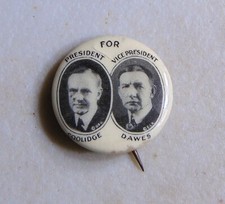 FOR
PRESIDENT VICE PRESIDENT
COOLIDGE DAWES